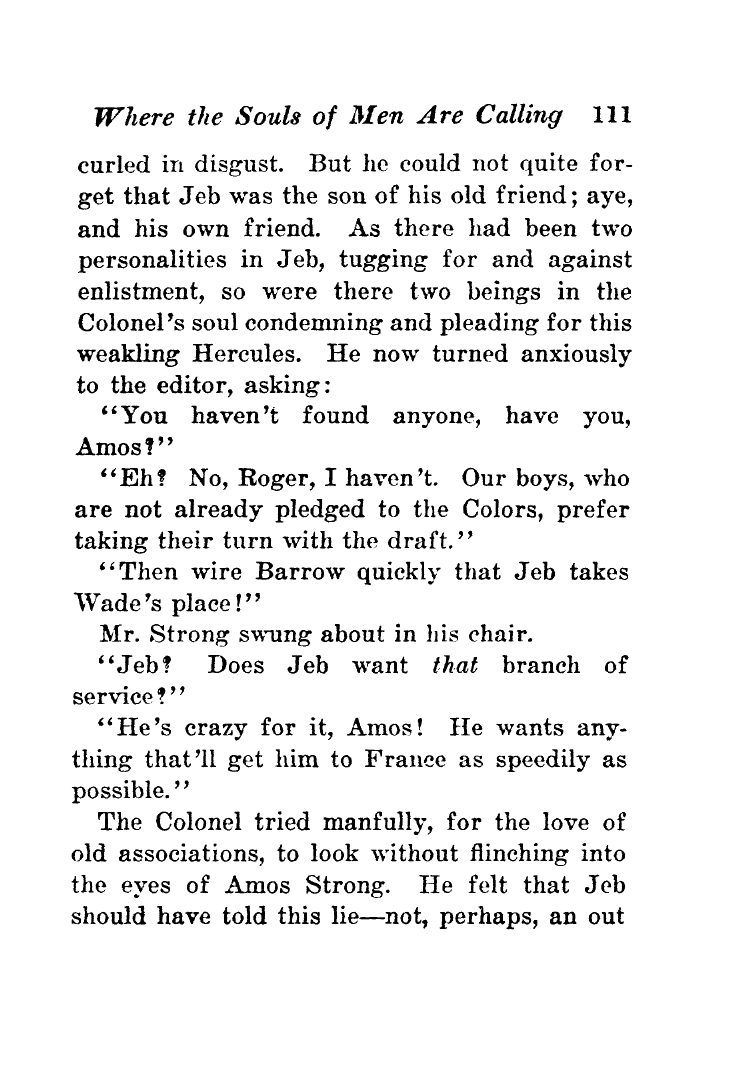 Where the Souls of Men Are Calling 111
curled in disgust. But he could not quite for-
get that Jeb was the son of his old friend; aye,
and his own friend. As there had been two
personalities in Jeb, tugging for and against
enlistment, so were there two beings in the
Colonel's soul condemning and pleading for this
weakling Hercules. He now turned anxiously
to the editor, asking:
"You haven't found anyone, have you,
Amos?"
"Eh? No, Roger, I haven't. Our boys, who
are not already pledged to the Colors, prefer
taking their turn with the draft."
"Then wire Barrow quickly that Jeb takes
Wade's place!"
Mr. Strong swung about in his chair.
"Jeb? Does Jeb want that branch of
service?"
"He's crazy for it, Amos! He wants any-
thing that'll get him to France as speedily as
possible."
The Colonel tried manfully, for the love of
old associations, to look without flinching into
the eyes of Amos Strong. He felt that Jeb
should have told this lie—not, perhaps, an out